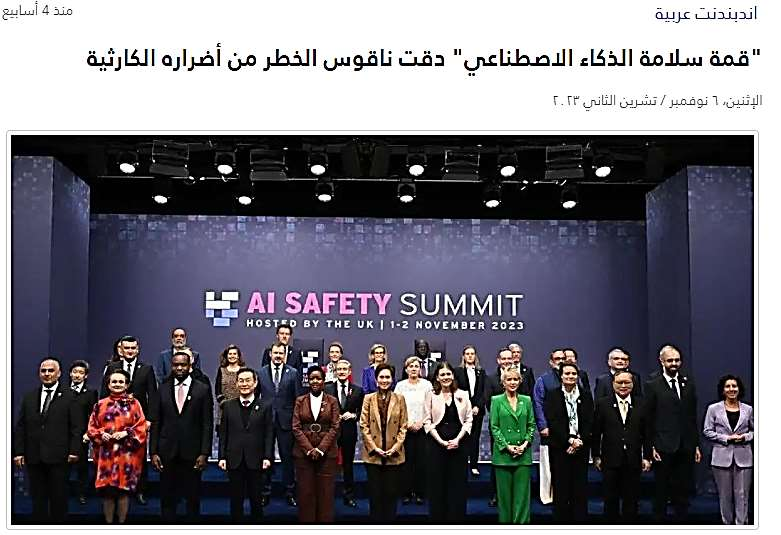 اندبندنت عربية
منذ 4 أسابيع
"قمة سلامة الذكاء الاصطناعي" دقت ناقوس الخطر من أضراره الكارثية
الإثنين، ٦ نوفمبر / تشرين الثاني ٢٠٢٣
AI SAFETY SUMMIT
HOSTED BY THE UK | 1-2 NOVEMBER 2023